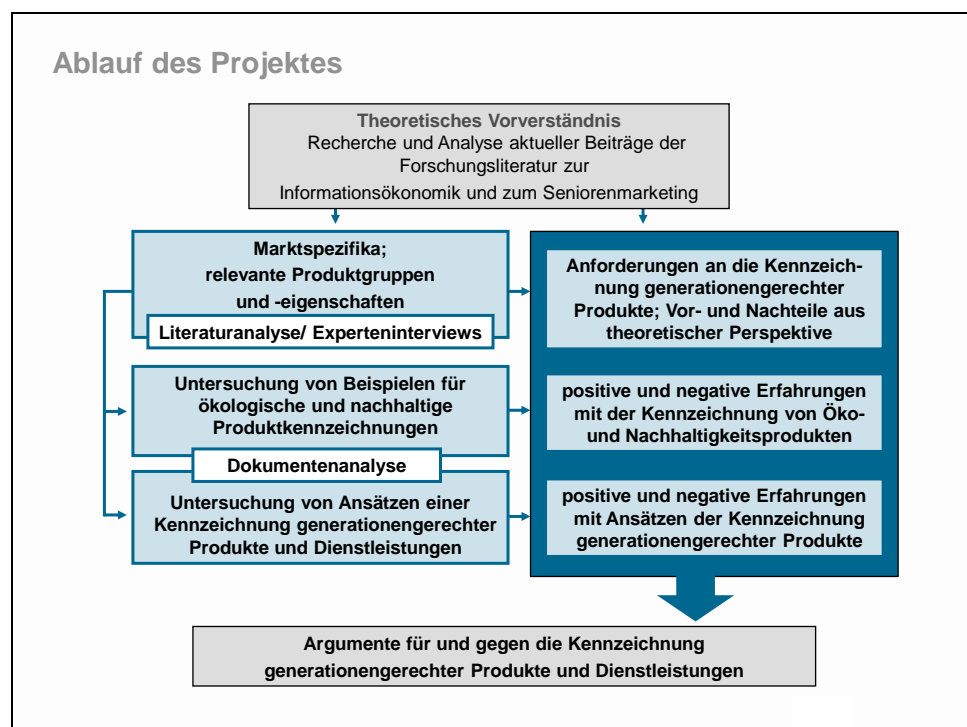 Ablauf des Projektes
Theoretisches Vorverständnis
Recherche und Analyse aktueller Beiträge der
Forschungsliteratur zur
Informationsökonomik und zum Seniorenmarketing
Marktspezifika;
relevante Produktgruppen
und -eigenschaften
Literaturanalyse/ Experteninterviews
Anforderungen an die Kennzeich-
nung generationengerechter
Produkte; Vor- und Nachteile aus
theoretischer Perspektive
Untersuchung von Beispielen für
ökologische und nachhaltige
Produktkennzeichnungen
positive und negative Erfahrungen
mit der Kennzeichnung von Öko-
und Nachhaltigkeitsprodukten
Dokumentenanalyse
Untersuchung von Ansätzen einer
Kennzeichnung generationengerechter
Produkte und Dienstleistungen
positive und negative Erfahrungen
mit Ansätzen der Kennzeichnung
generationengerechter Produkte
Argumente für und gegen die Kennzeichnung
generationengerechter Produkte und Dienstleistungen